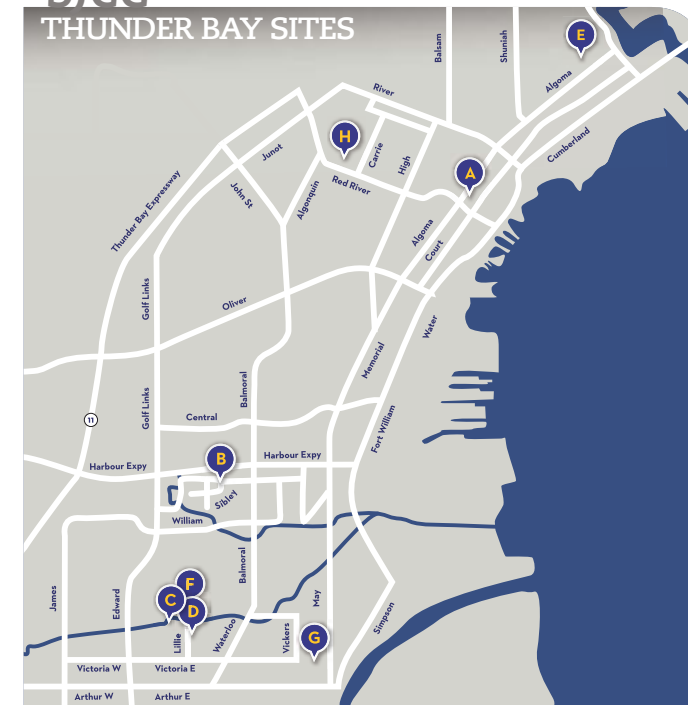 THUNDER BAY SITES
Balsam
Shuniah
E
Algoma
River
Cumberland
H
Junot
Carrie
High
A
Thunder Bay Expressway
John St
Algonquin
Red River
Algoma
Court
Golf Links
Oliver
Water
Memorial
Golf Links
Balmoral
11
Central
Fort William
Harbour Expy
B
Harbour Expy
Sibley
William
Balmoral
James
Edward
F
C
D
May
Simpson
Lillie
Waterloo
Vickers
G
Victoria W
Victoria E
Arthur W
Arthur E